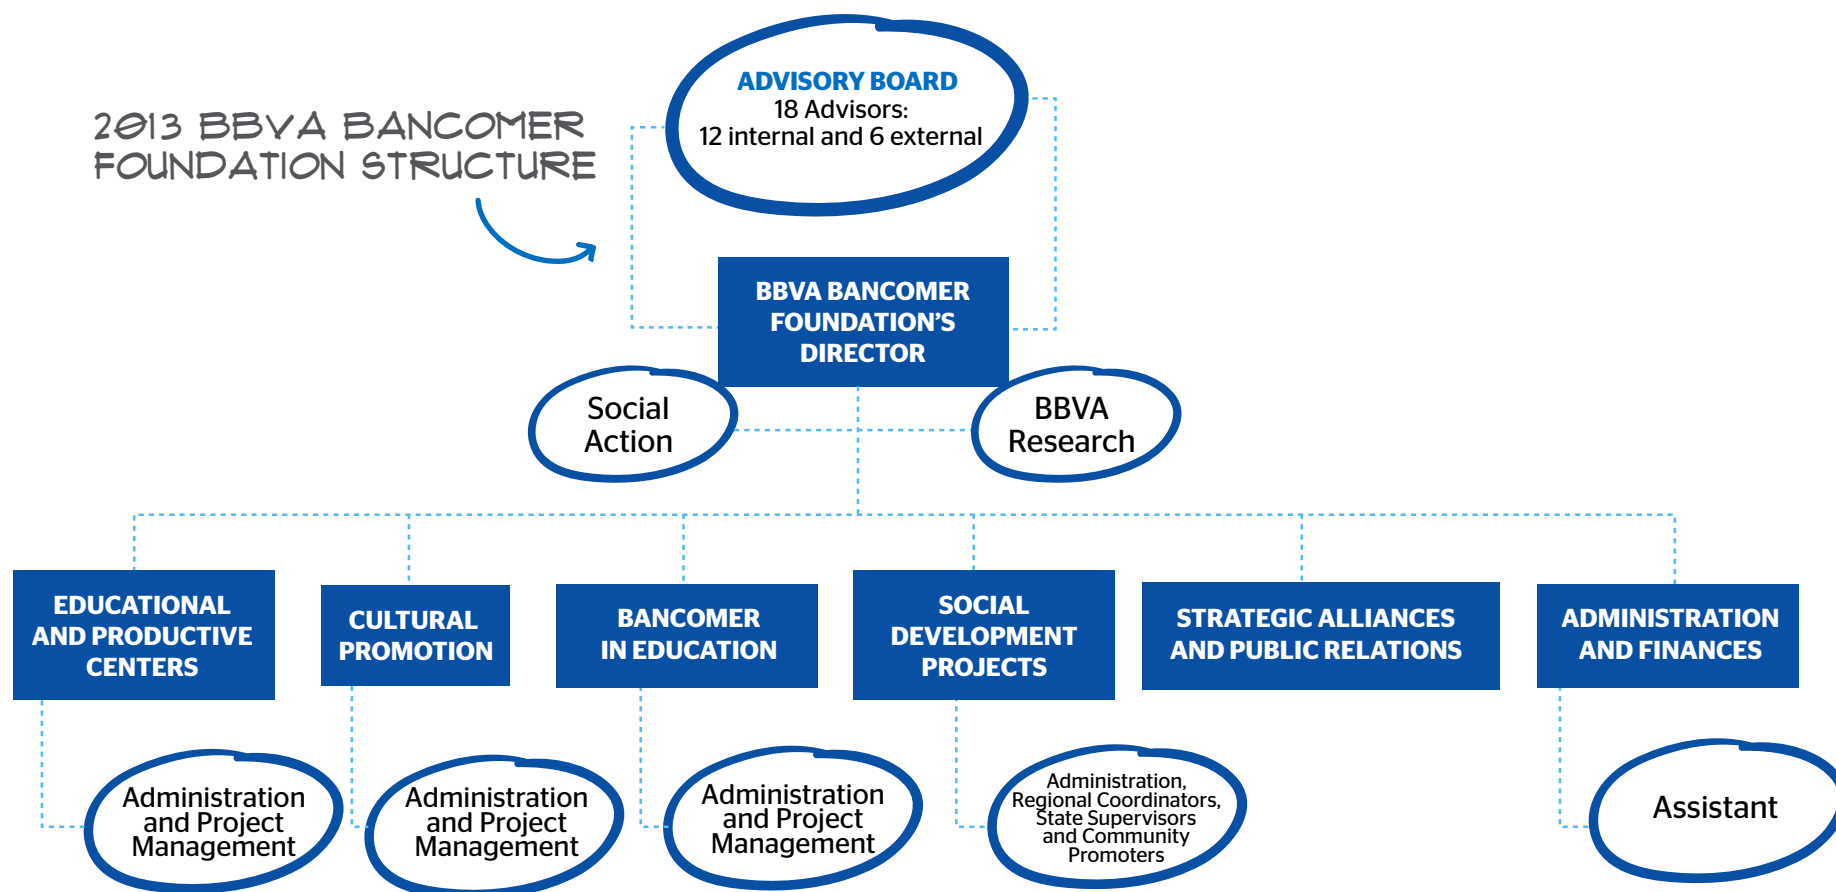 2013 BBVA BANCOMER
FOUNDATION STRUCTURE
ADVISORY BOARD
18 Advisors:
12 internal and 6 external
BBVA BANCOMER
FOUNDATION'S
DIRECTOR
Social
Action
BBVA
Research
EDUCATIONAL
AND PRODUCTIVE
CENTERS
CULTURAL
PROMOTION
BANCOMER
IN EDUCATION
SOCIAL
DEVELOPMENT
PROJECTS
STRATEGIC ALLIANCES
AND PUBLIC RELATIONS
ADMINISTRATION
AND FINANCES
Administration
and Project
Management
Administration
and Project
Management
Administration
and Project
Management
Administration,
Regional Coordinators,
State Supervisors
and Community
Promoters
Assistant